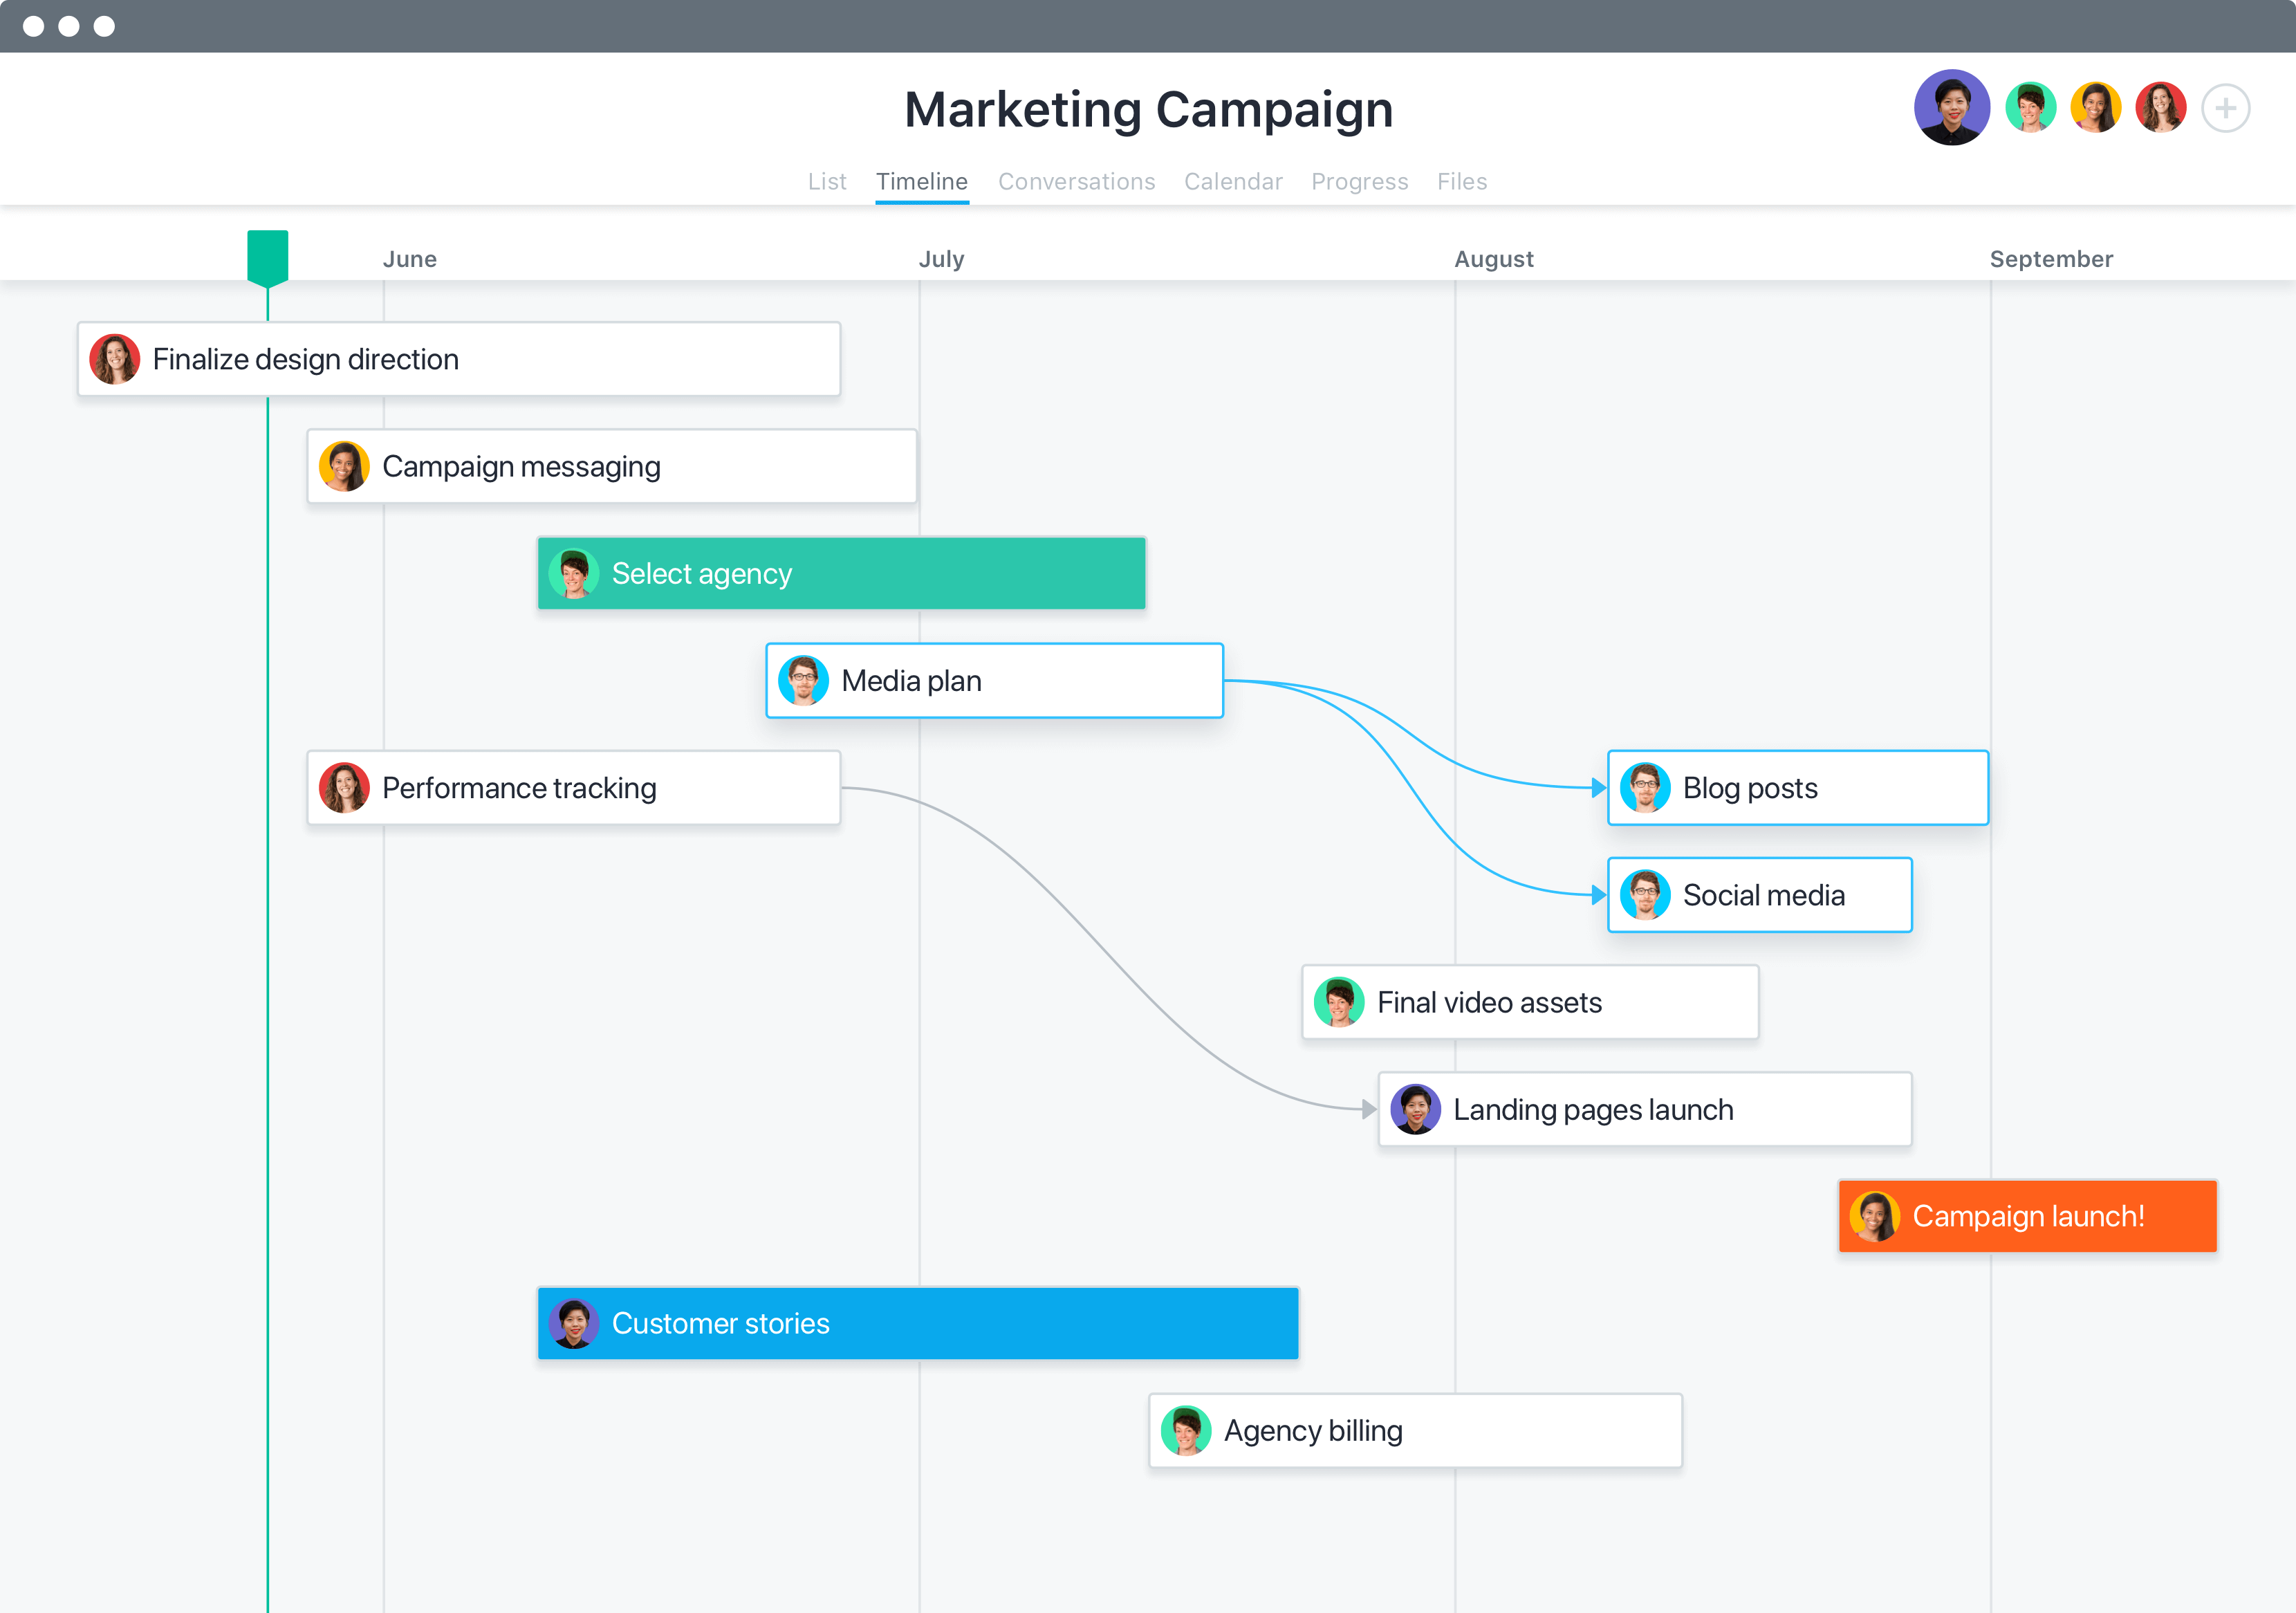 Marketing Campaign
List Timeline Conversations Calendar Progress Files
June July August September
Finalize design direction
Campaign messaging
Select agency
Media plan
Performance tracking
Blog posts
Social media
Final video assets
Landing pages launch
Campaign launch!
Customer stories
Agency billing